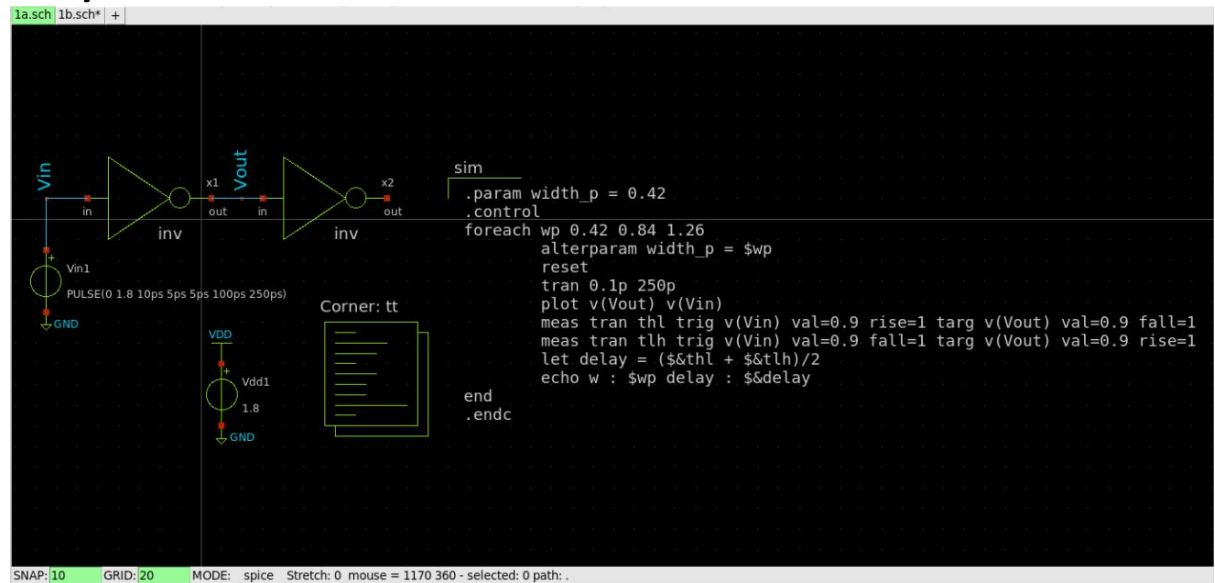 1a.sch 1b.sch* +
Vin
in
x1
out
inv
Vout
in
x2
out
inv
+
Vin1
PULSE(0 1.8 10ps 5ps 5ps 100ps 250ps)
GND
VDD
+
Vdd1
1.8
GND
Corner: tt
sim
.param width_p = 0.42
.control
foreach wp 0.42 0.84 1.26
alterparam width_p = $wp
reset
tran 0.1p 250p
plot v(Vout) v(Vin)
meas tran thl trig v(Vin) val=0.9 rise=1 targ v(Vout) val=0.9 fall=1
meas tran tlh trig v(Vin) val=0.9 fall=1 targ v(Vout) val=0.9 rise=1
let delay = ($&thl + $&tlh)/2
echo w : $wp delay : $&delay
end
.endc
SNAP: 10 GRID: 20 MODE: spice Stretch: 0 mouse = 1170 360 - selected: 0 path: .